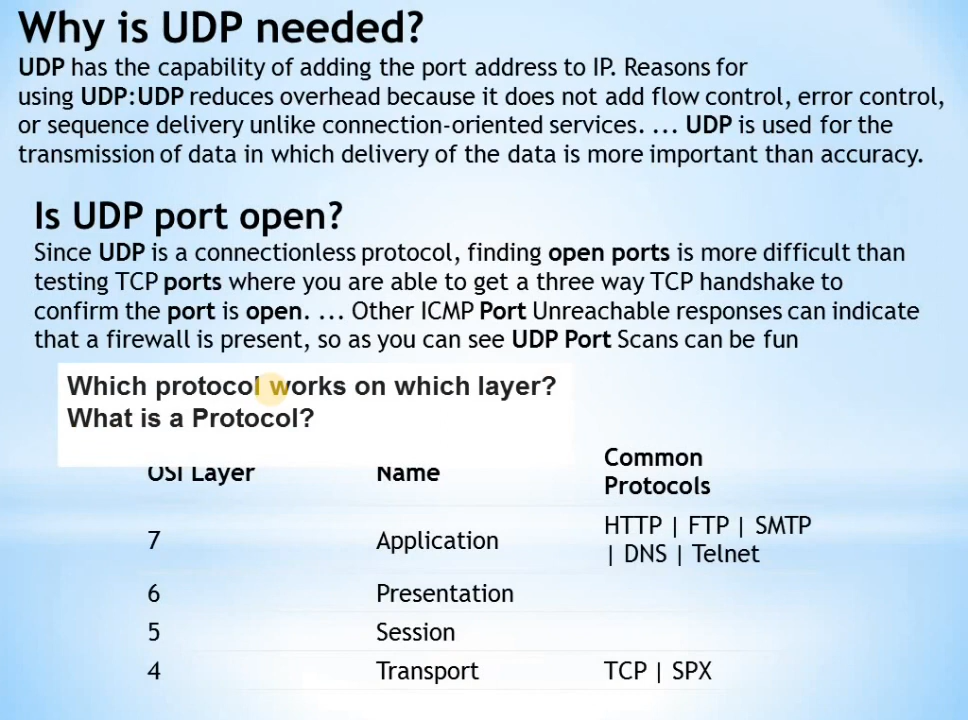 Why is UDP needed?
UDP has the capability of adding the port address to IP. Reasons for
using UDP:UDP reduces overhead because it does not add flow control, error control,
or sequence delivery unlike connection-oriented services. ... UDP is used for the
transmission of data in which delivery of the data is more important than accuracy.
Is UDP port open?
Since UDP is a connectionless protocol, finding open ports is more difficult than
testing TCP ports where you are able to get a three way TCP handshake to
confirm the port is open. ... Other ICMP Port Unreachable responses can indicate
that a firewall is present, so as you can see UDP Port Scans can be fun
Which protocol works on which layer?
What is a Protocol?
OSI Layer Name Common
Protocols
7 Application HTTP | FTP | SMTP
| DNS | Telnet
6 Presentation
5 Session
4 Transport TCP | SPX